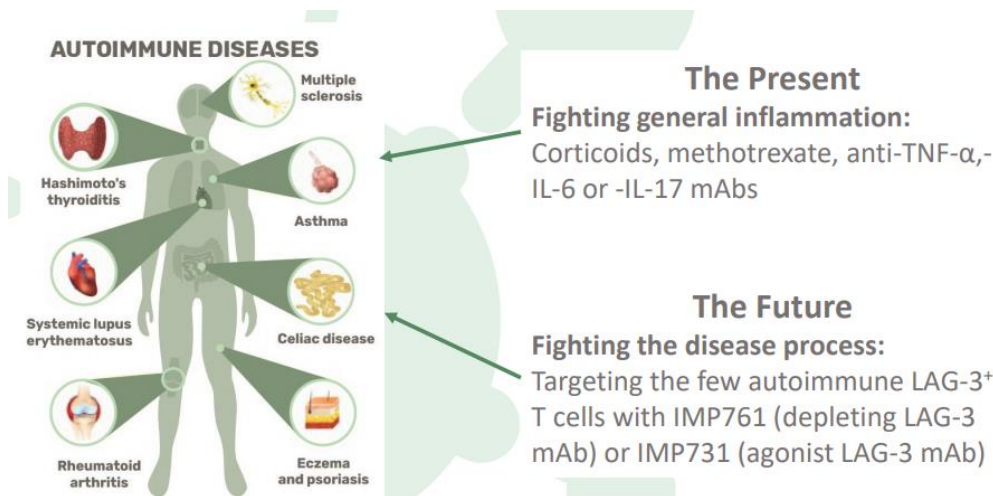 AUTOIMMUNE DISEASES
Multiple
sclerosis
Hashimoto's
thyroiditis
Asthma
Systemic lupus
erythematosus
Celiac disease
Rheumatoid
arthritis
Eczema
and psoriasis
The Present
Fighting general inflammation:
Corticoids, methotrexate, anti-TNF-α,-
IL-6 or -IL-17 mAbs
The Future
Fighting the disease process:
Targeting the few autoimmune LAG-3⁺
T cells with IMP761 (depleting LAG-3
mAb) or IMP731 (agonist LAG-3 mAb)